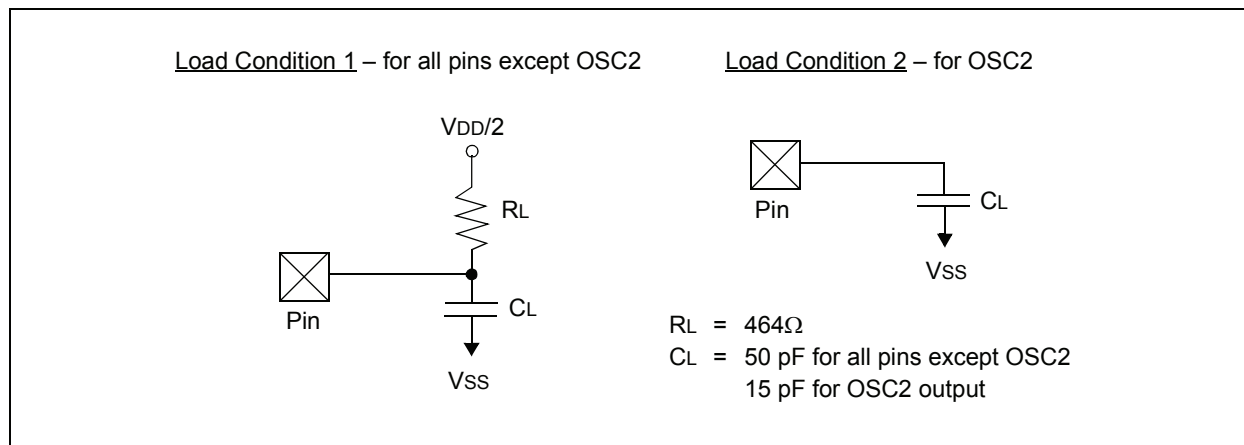 Load Condition 1 – for all pins except OSC2
VDD/2
RL
Pin
CL
VSS
Load Condition 2 – for OSC2
Pin
CL
VSS
RL = 464Ω
CL = 50 pF for all pins except OSC2
15 pF for OSC2 output